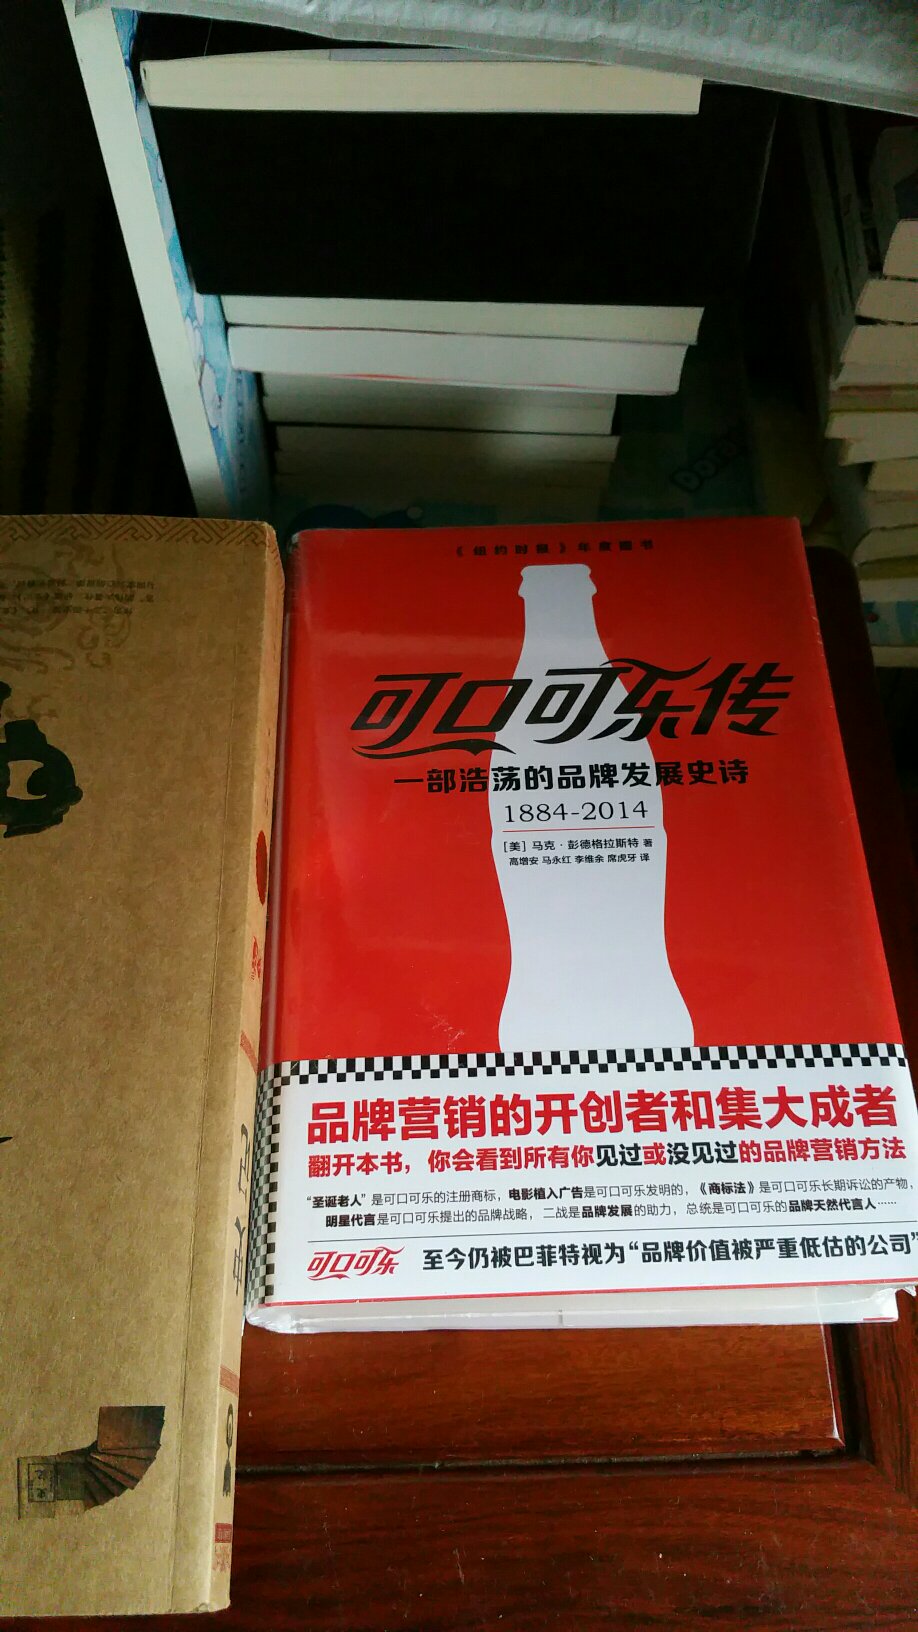 《纽约时报》年度图书
可口可乐传
一部浩荡的品牌发展史诗
1884-2014
[美] 马克·彭德格拉斯特 著
高增安 马永红 李维余 席虎牙 译
品牌营销的开创者和集大成者
翻开本书，你会看到所有你见过或没见过的品牌营销方法
“圣诞老人”是可口可乐的注册商标，电影植入广告是可口可乐发明的，《商标法》是可口可乐长期诉讼的产物，
明星代言是可口可乐提出的品牌战略，二战是品牌发展的助力，总统是可口可乐的品牌天然代言人……
可口可乐 至今仍被巴菲特视为“品牌价值被严重低估的公司”